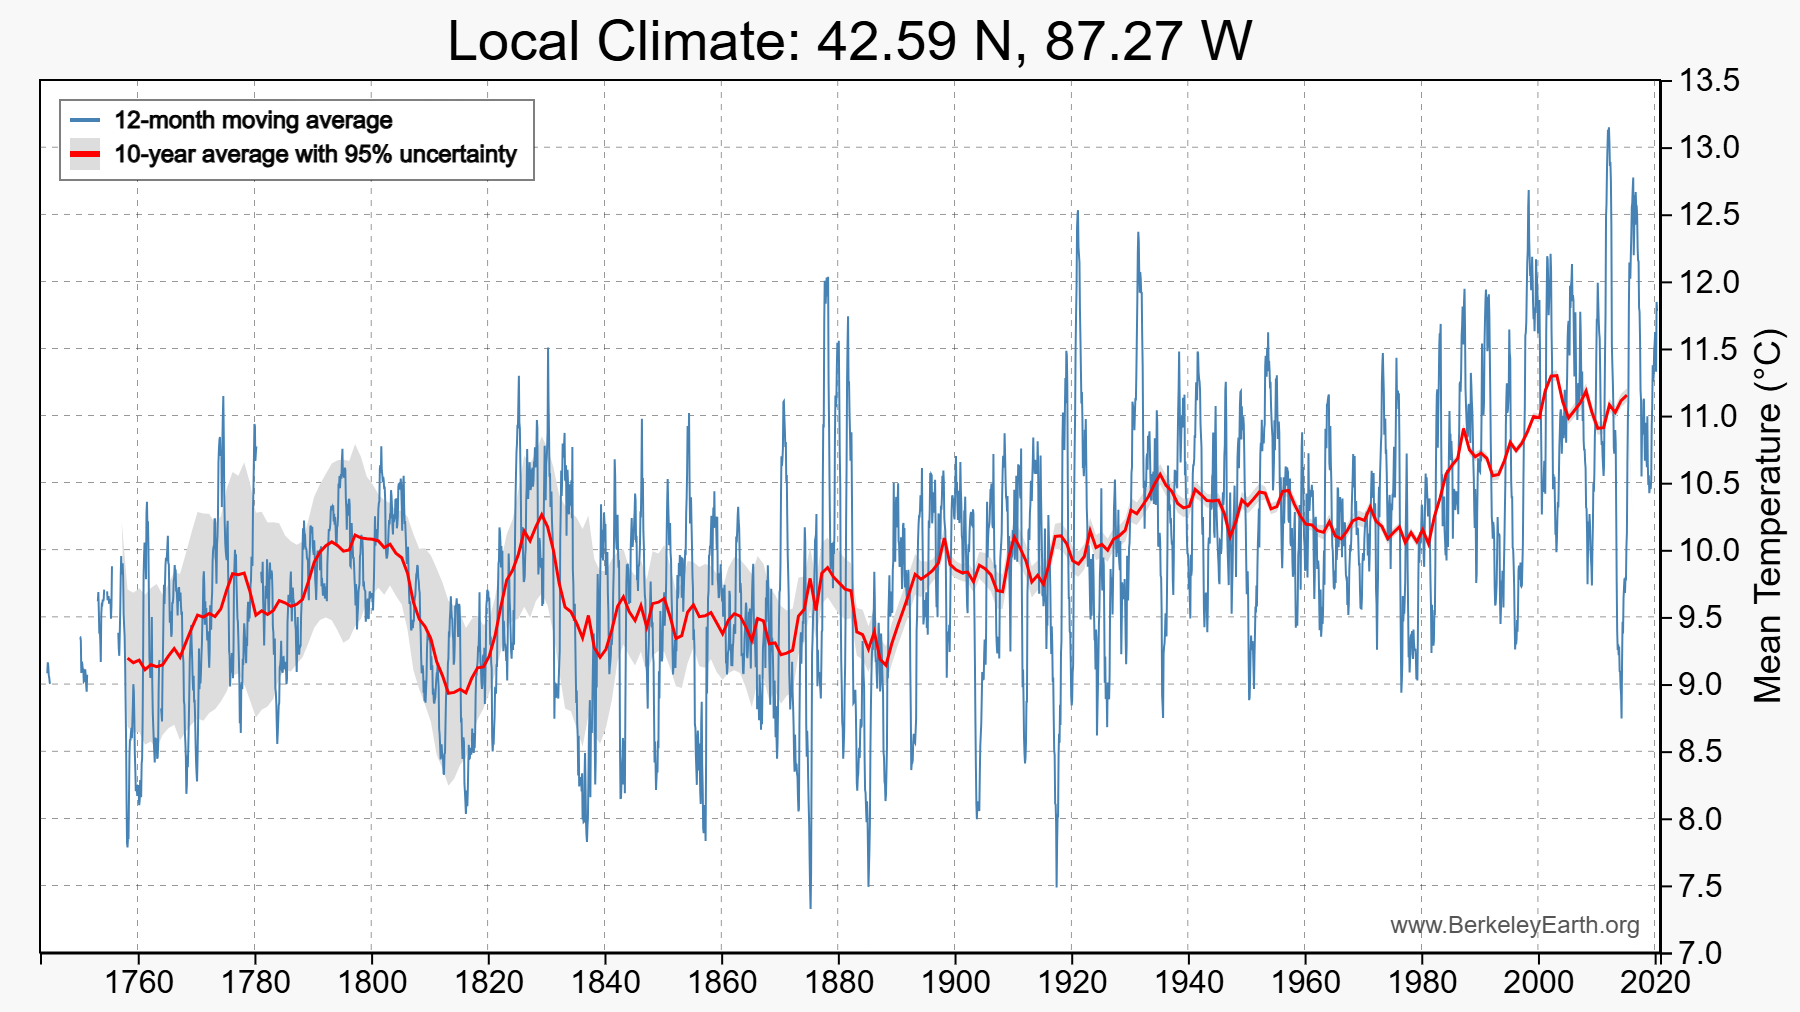 Local Climate: 42.59 N, 87.27 W
12-month moving average
10-year average with 95% uncertainty
13.5
13.0
12.5
12.0
11.5
11.0
10.5
10.0
9.5
9.0
8.5
8.0
7.5
7.0
Mean Temperature (°C)
www.BerkeleyEarth.org
1760 1780 1800 1820 1840 1860 1880 1900 1920 1940 1960 1980 2000 2020